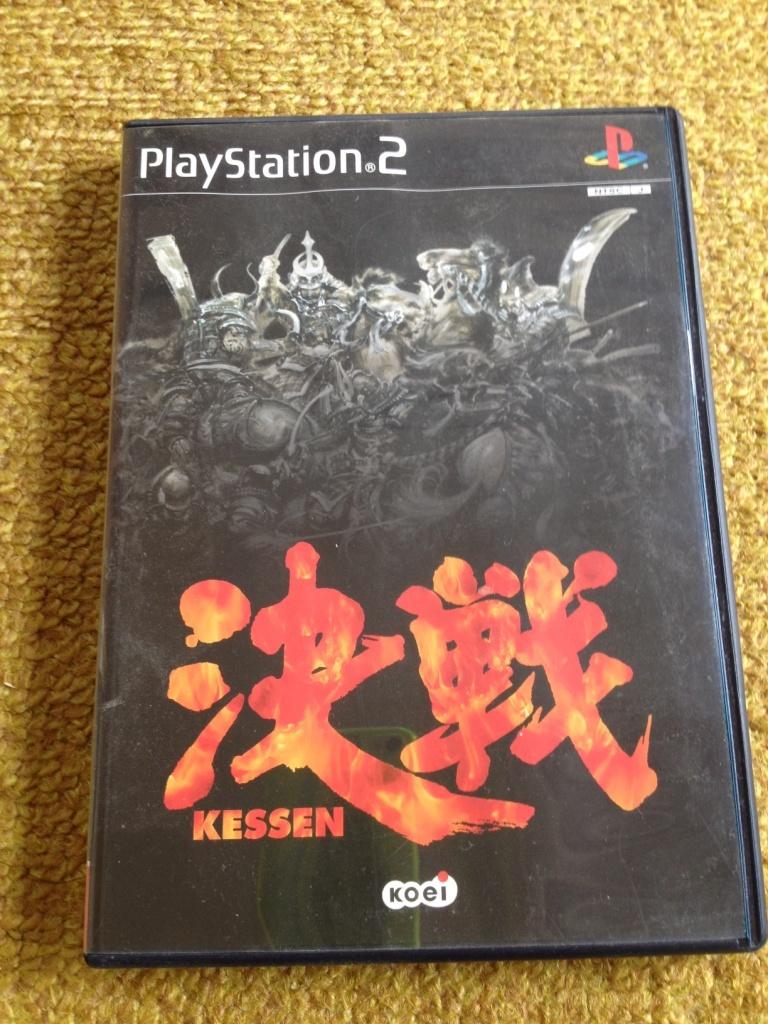 PlayStation®2
NTSC J
決戦
KESSEN
KOEI